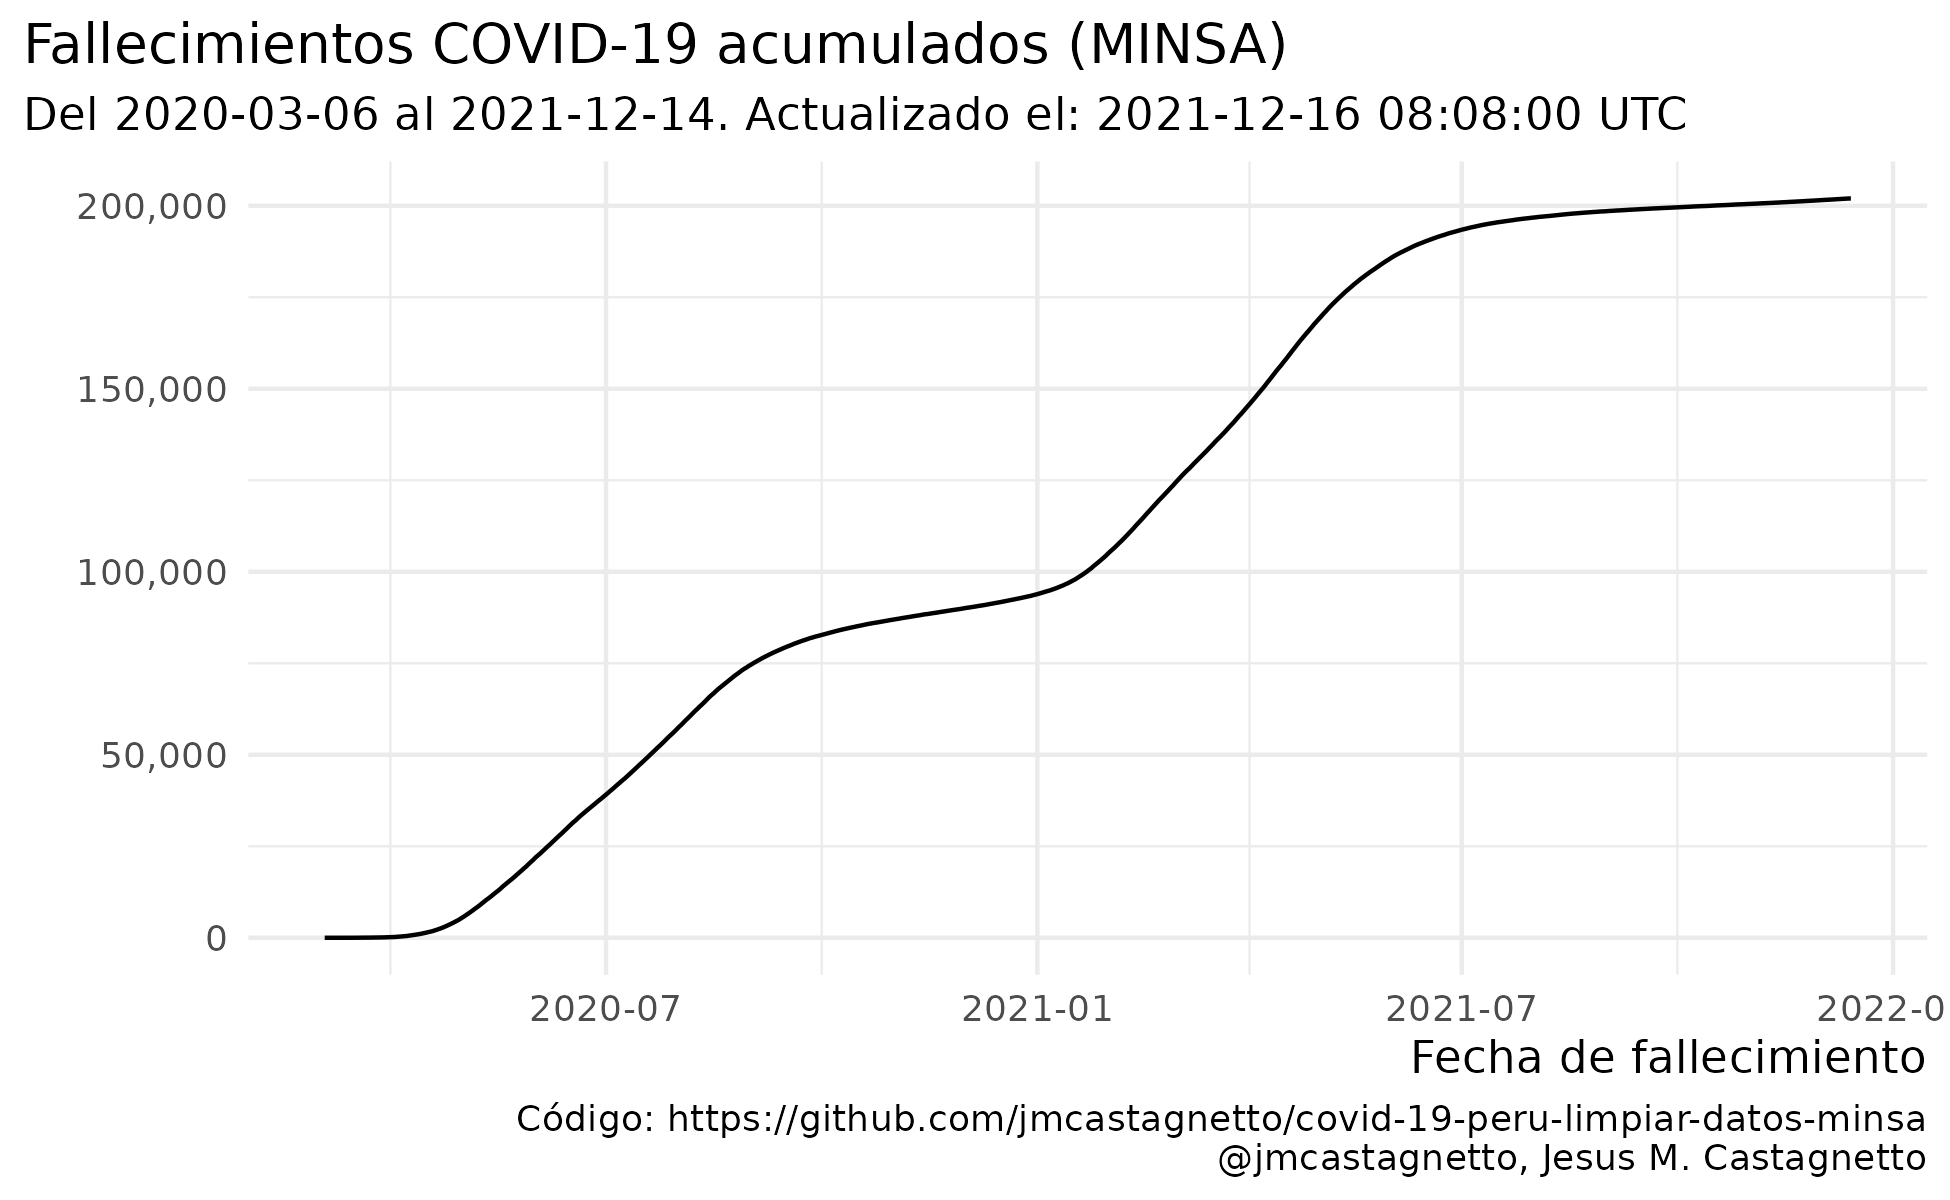 Fallecimientos COVID-19 acumulados (MINSA)
Del 2020-03-06 al 2021-12-14. Actualizado el: 2021-12-16 08:08:00 UTC
200,000
150,000
100,000
50,000
0
2020-07 2021-01 2021-07 2022-0
Fecha de fallecimiento
Código: https://github.com/jmcastagnetto/covid-19-peru-limpiar-datos-minsa
@jmcastagnetto, Jesus M. Castagnetto